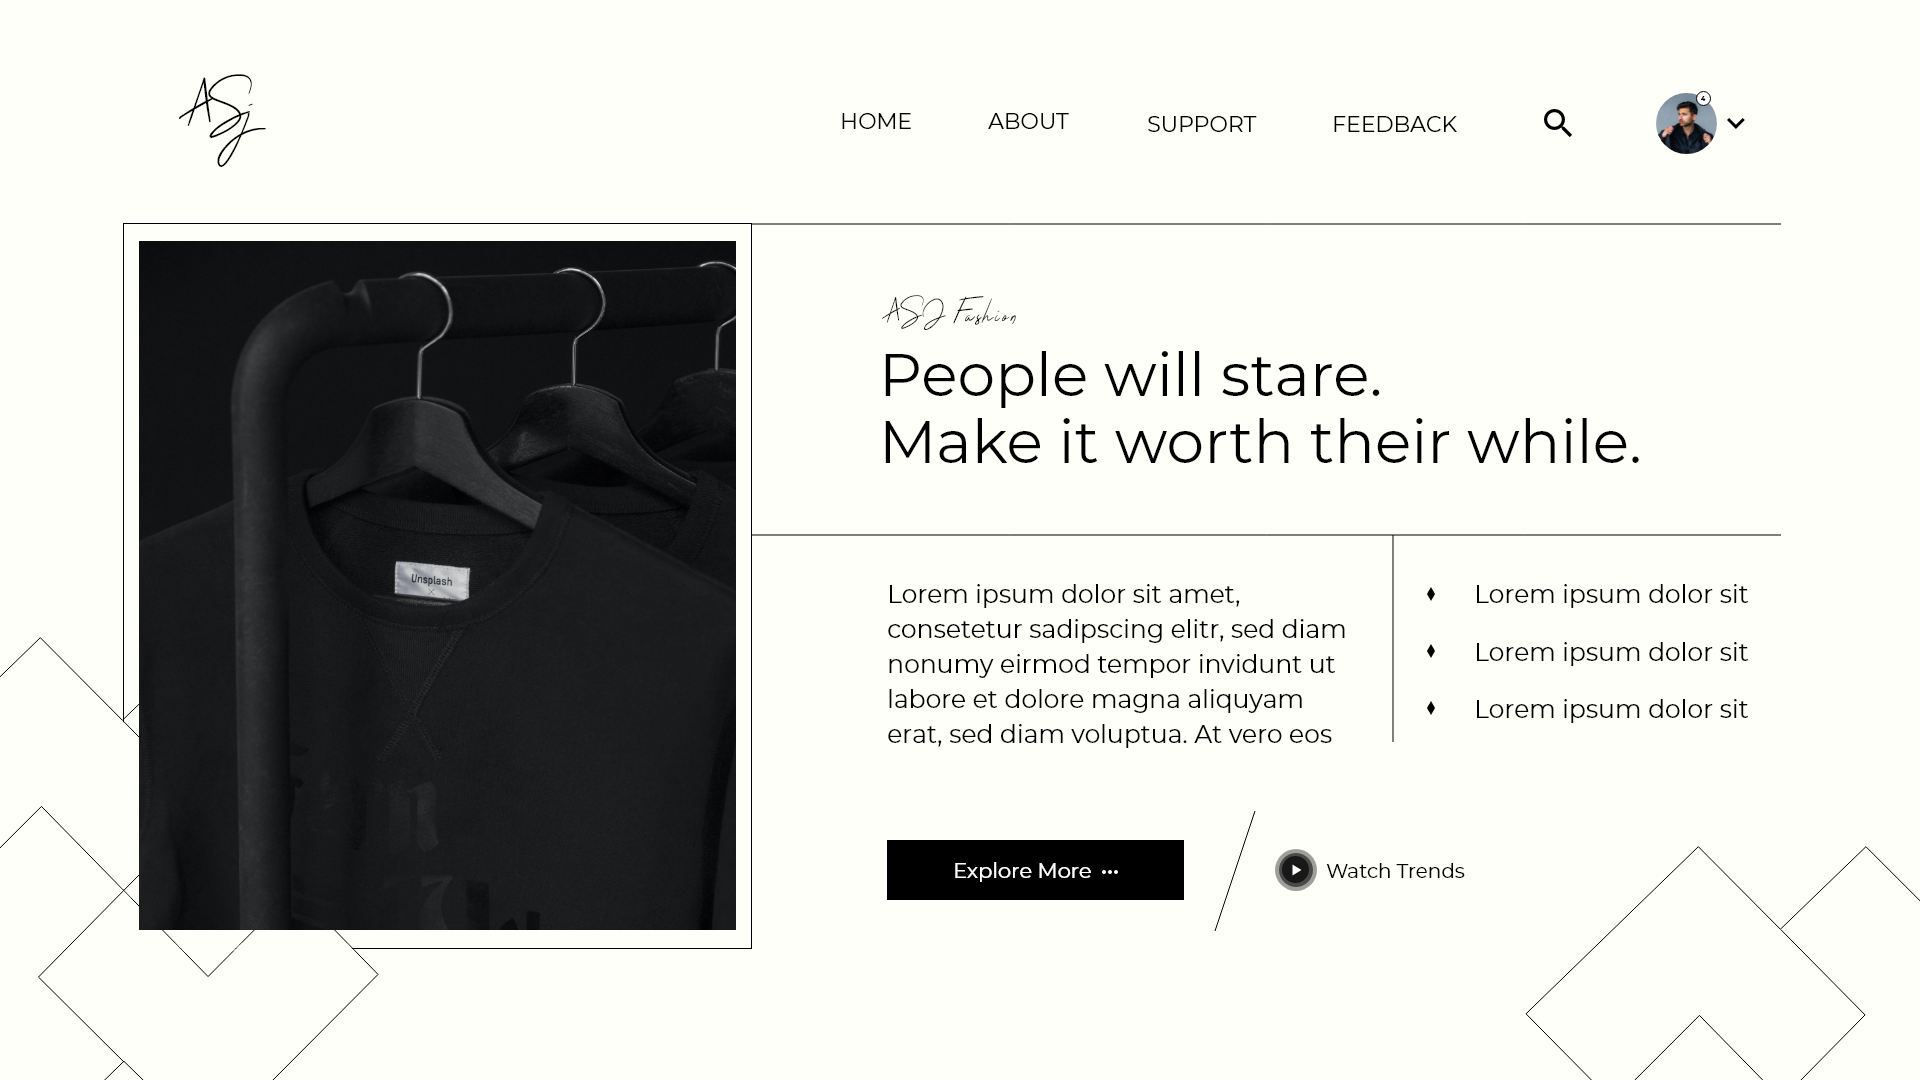 ASj
HOME
ABOUT
SUPPORT
FEEDBACK
4
ASJ Fashion
People will stare.
Make it worth their while.
Unsplash
Lorem ipsum dolor sit amet,
consetetur sadipscing elitr, sed diam
nonumy eirmod tempor invidunt ut
labore et dolore magna aliquyam
erat, sed diam voluptua. At vero eos
Lorem ipsum dolor sit
Lorem ipsum dolor sit
Lorem ipsum dolor sit
Explore More •••
Watch Trends